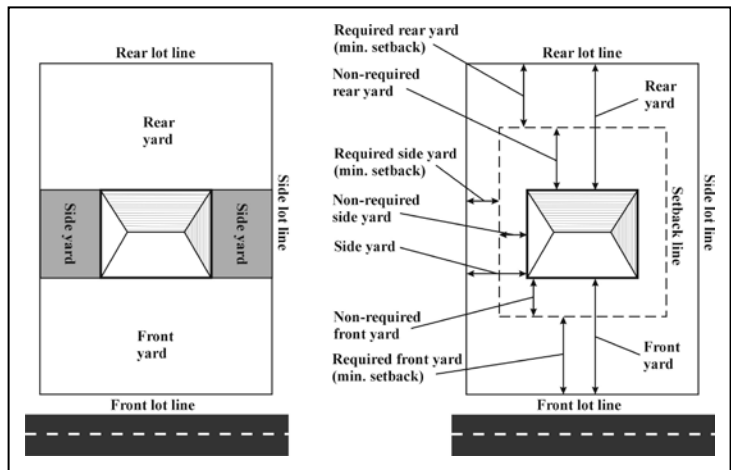 Rear lot line
Rear
yard
Side yard
Side yard
Side lot line
Front
yard
Front lot line
Required rear yard
(min. setback)
Rear lot line
Non-required
rear yard
Rear
yard
Required side yard
(min. setback)
Non-required
side yard
Side yard
Setback line
Side lot line
Non-required
front yard
Required front yard
(min. setback)
Front
yard
Front lot line